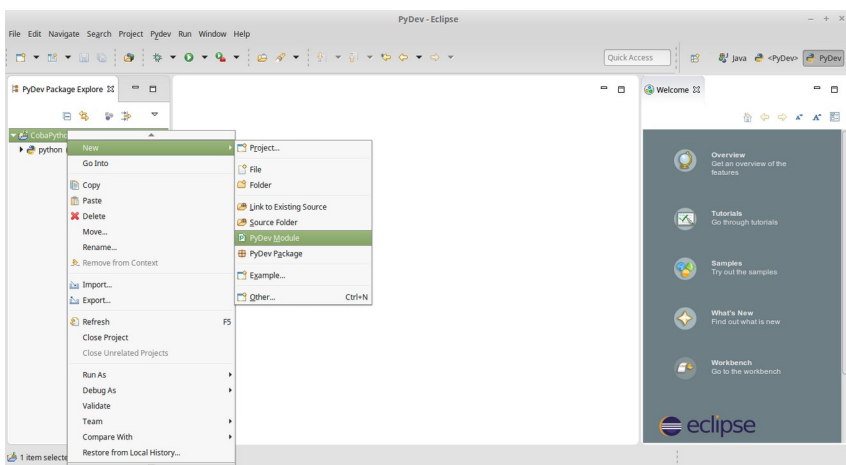 PyDev - Eclipse
File Edit Navigate Search Project Pydev Run Window Help
Quick Access
Java
<PyDev>
PyDev
PyDev Package Explore
Welcome
CobaPytho
python
New
Go Into
Copy
Paste
Delete
Move...
Rename...
Remove from Context
Import...
Export...
Refresh F5
Close Project
Close Unrelated Projects
Run As
Debug As
Validate
Team
Compare With
Restore from Local History...
Project...
File
Folder
Link to Existing Source
Source Folder
PyDev Module
PyDev Package
Example...
Other... Ctrl+N
Overview
Get an overview of the
features
Tutorials
Go through tutorials
Samples
Try out the samples
What's New
Find out what is new
Workbench
Go to the workbench
eclipse
1 item selecte